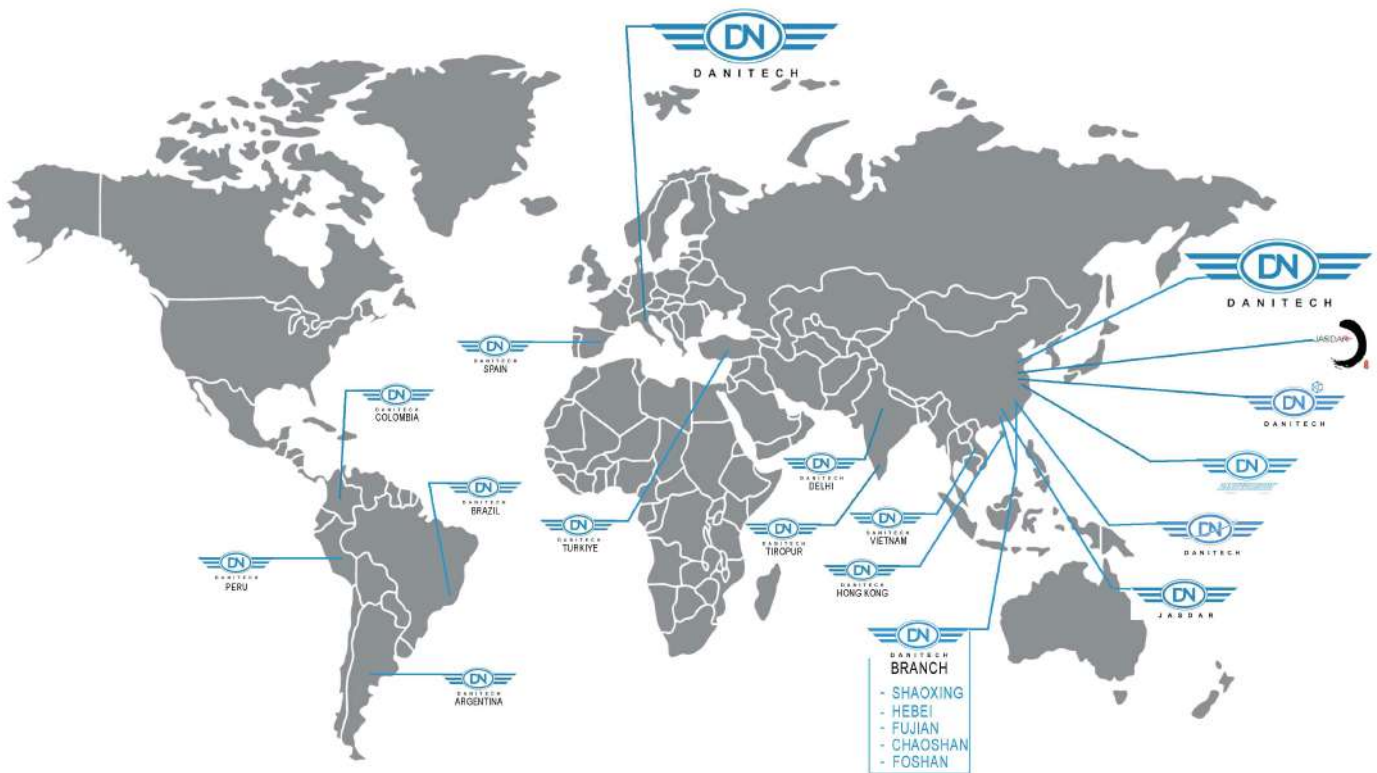 DN
DANITECH
DN
DANITECH
JASDAR
DN
DANITECH
SPAIN
DN
DANITECH
COLOMBIA
DN
DANITECH
DN
DN
DANITECH
DELHI
DN
DANITECH
BRAZIL
DN
DANITECH
TURKIYE
DN
DANITECH
TIROPUR
DN
DANITECH
VIETNAM
DN
DANITECH
DN
DANITECH
PERU
DN
DANITECH
HONG KONG
DN
JASDAR
DN
DANITECH
BRANCH
- SHAOXING
- HEBEI
- FUJIAN
- CHAOSHAN
- FOSHAN
DN
DANITECH
ARGENTINA